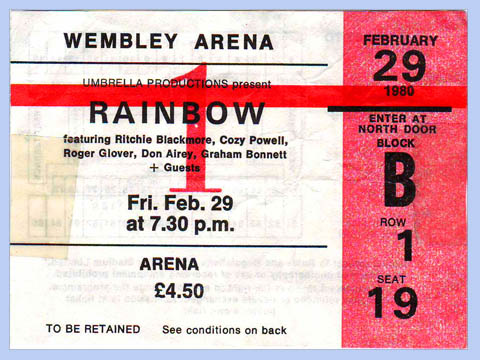 WEMBLEY ARENA
UMBRELLA PRODUCTIONS present
RAINBOW
featuring Ritchie Blackmore, Cozy Powell,
Roger Glover, Don Airey, Graham Bonnett
+ Guests
1
Fri. Feb. 29
at 7.30 p.m.
ARENA
£4.50
TO BE RETAINED See conditions on back
FEBRUARY
29
1980
ENTER AT
NORTH DOOR
BLOCK
B
ROW
1
SEAT
19